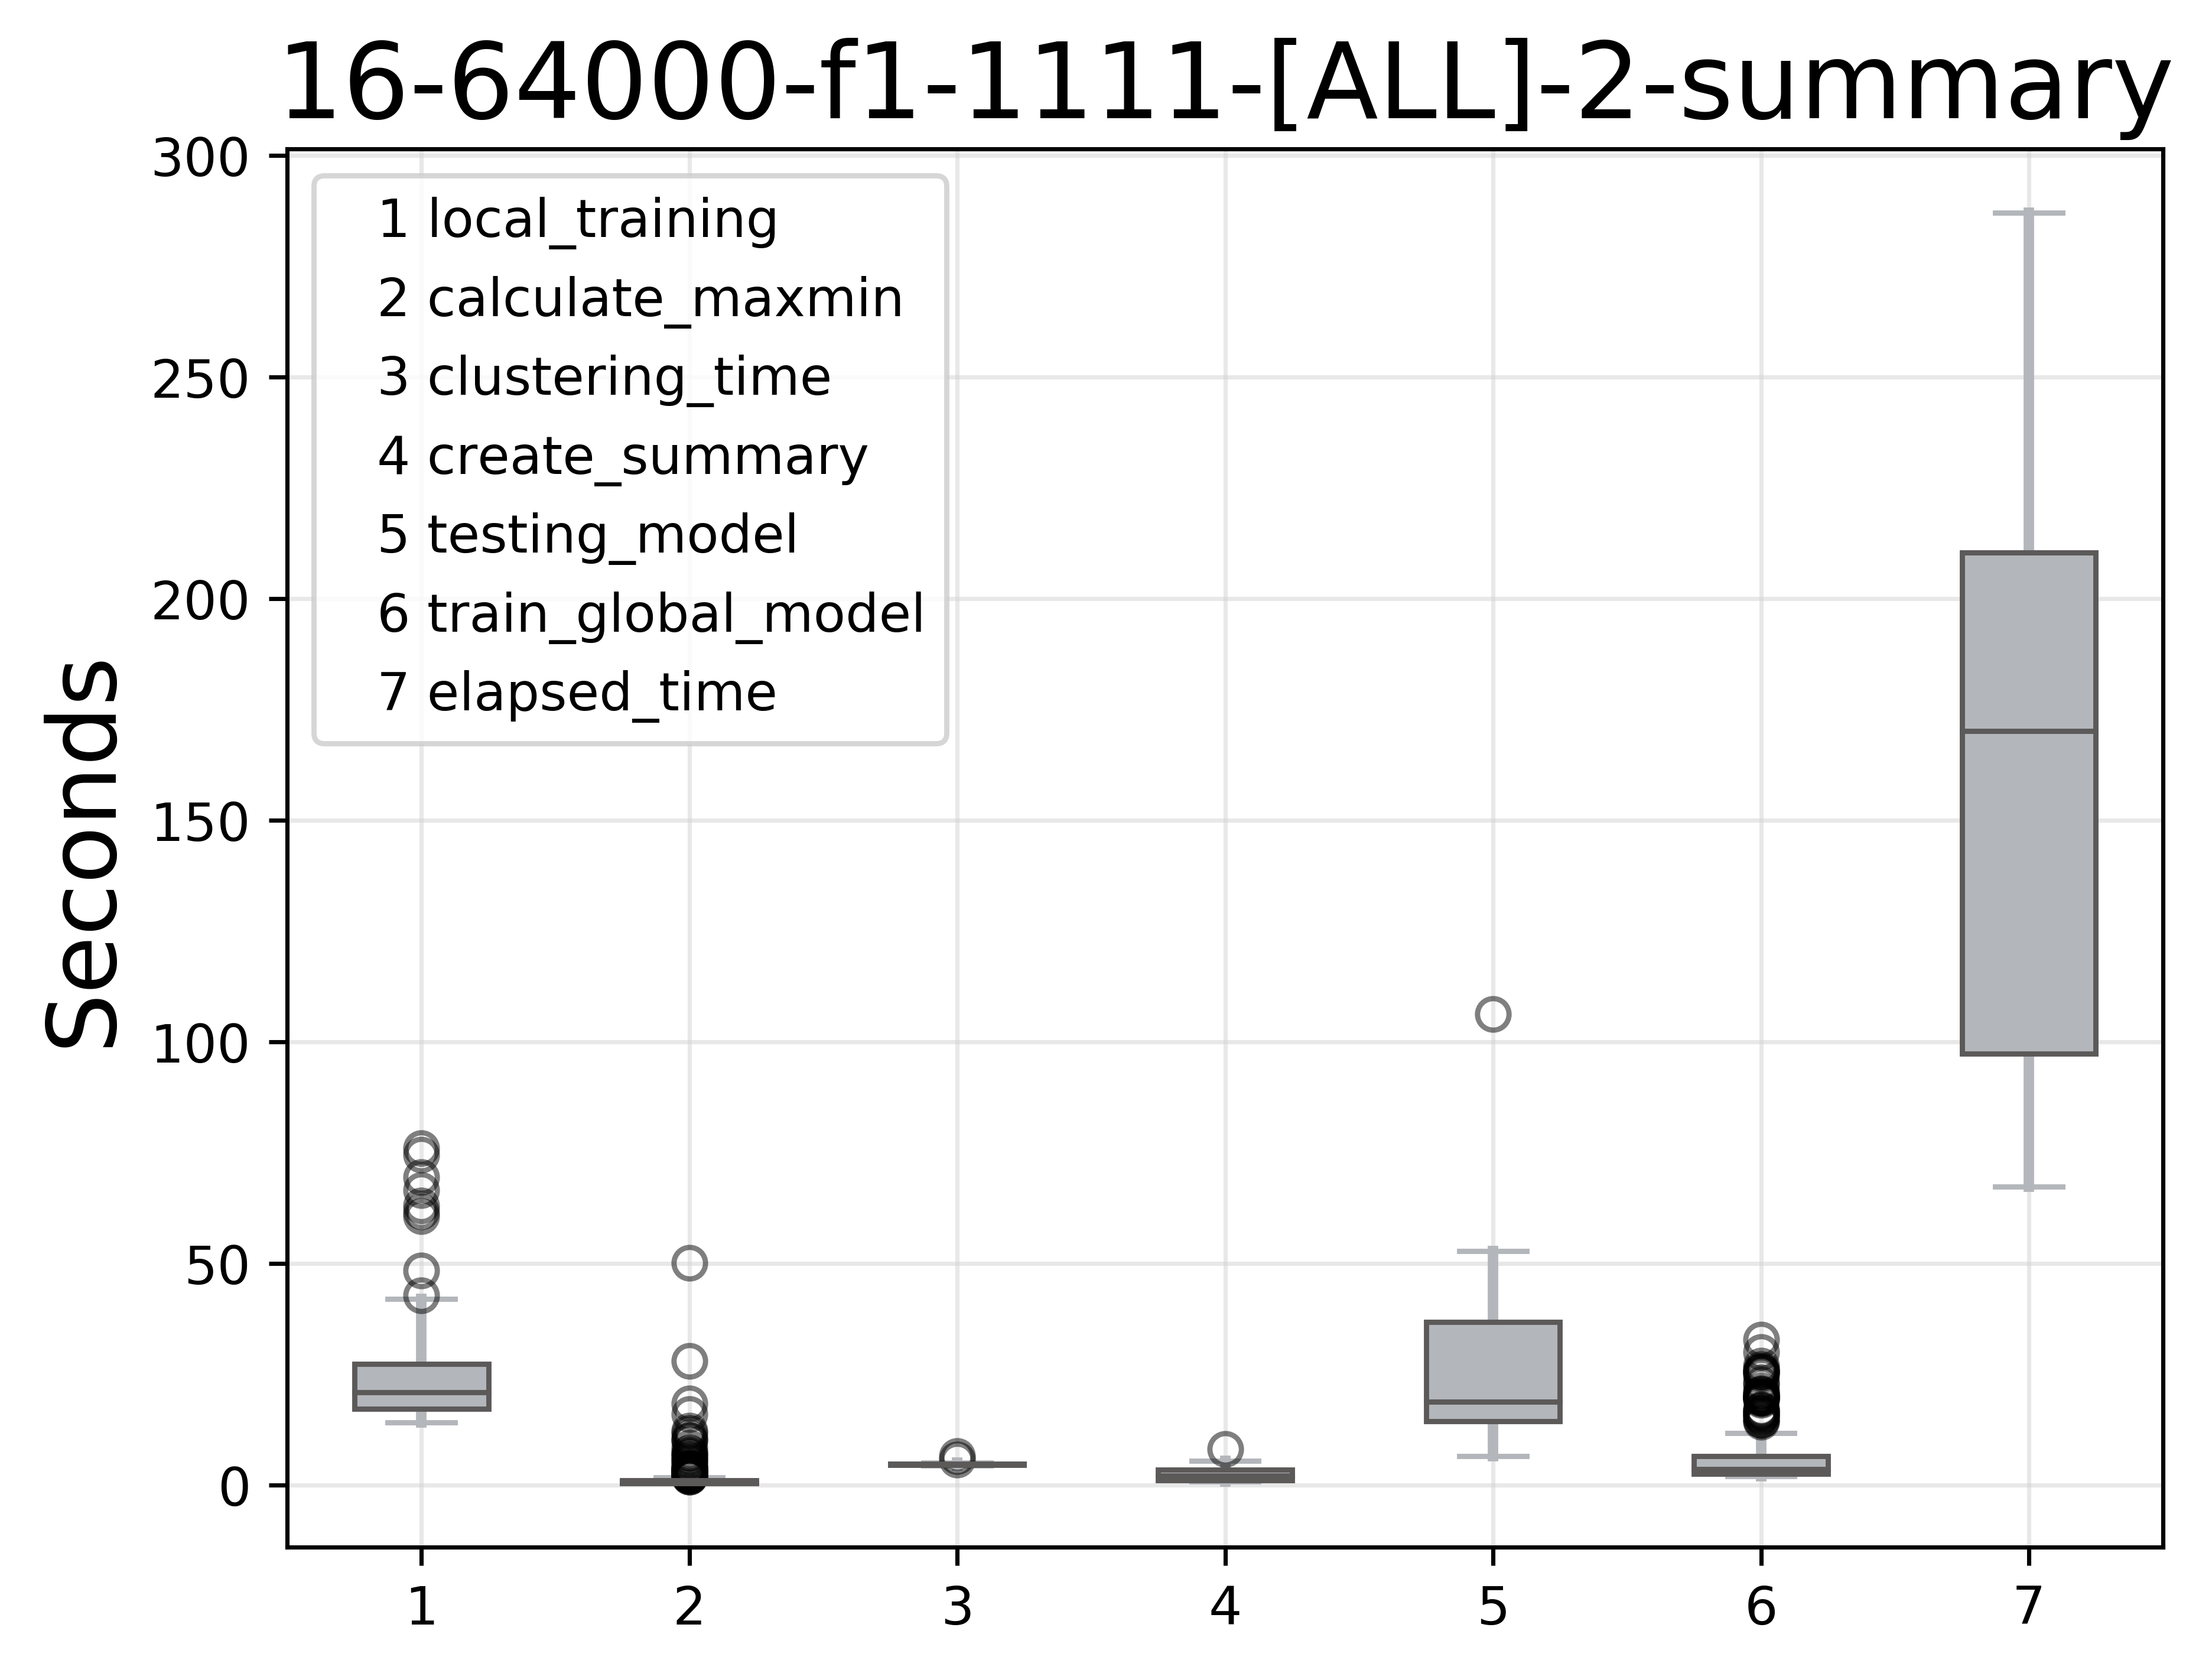 16-64000-f1-1111-[ALL]-2-summary
300
250
200
150
100
50
0
Seconds
1 local_training
2 calculate_maxmin
3 clustering_time
4 create_summary
5 testing_model
6 train_global_model
7 elapsed_time
1 2 3 4 5 6 7